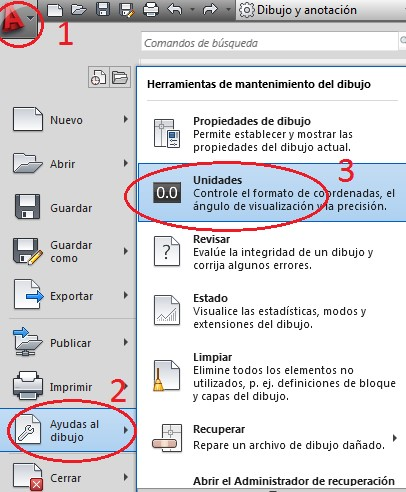 A
1
Dibujo y anotación
Comandos de búsqueda
Herramientas de mantenimiento del dibujo
Nuevo
Abrir
Guardar
Guardar
como
Exportar
Publicar
Imprimir
2
Ayudas al
dibujo
Cerrar
Propiedades de dibujo
Permite establecer y mostrar las
propiedades del dibujo actual.
3
0.0
Unidades
Controle el formato de coordenadas, el
ángulo de visualización y la precisión.
Revisar
Evalúe la integridad de un dibujo y
corrija algunos errores.
Estado
Visualice las estadísticas, modos y
extensiones del dibujo.
Limpiar
Elimine todos los elementos no
utilizados, p. ej. definiciones de bloque
y capas del dibujo.
Recuperar
Repare un archivo de dibujo dañado.
Abrir el Administrador de recuperación